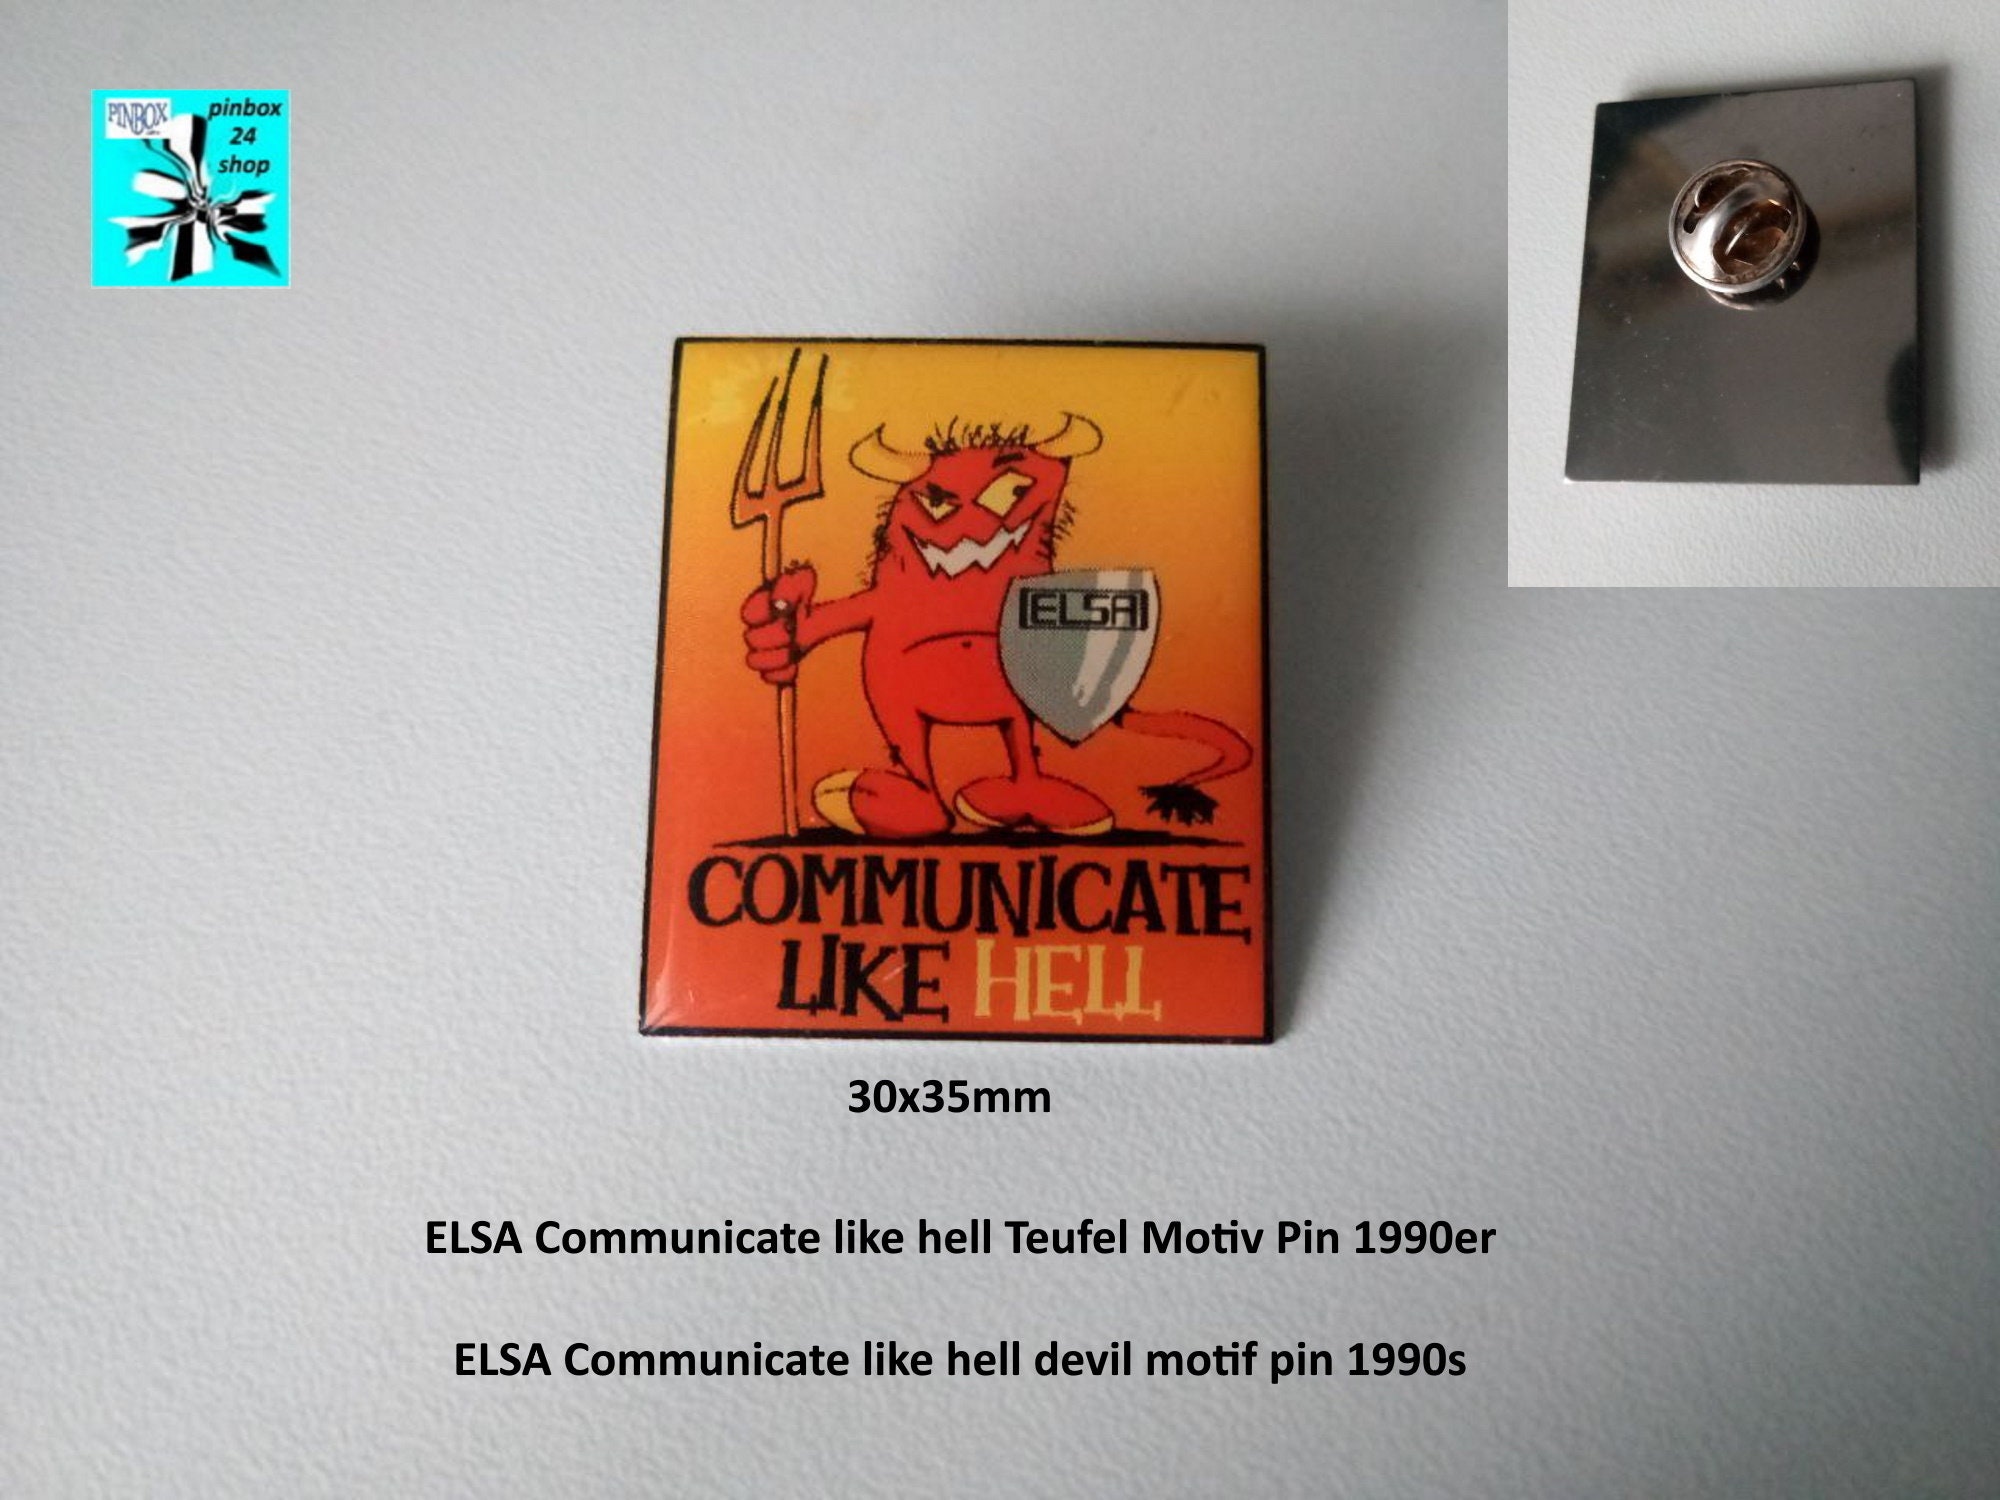 PINBOX
pinbox
24
shop
[ELSA]
COMMUNICATE
LIKE HELL
30x35mm
ELSA Communicate like hell Teufel Motiv Pin 1990er
ELSA Communicate like hell devil motif pin 1990s